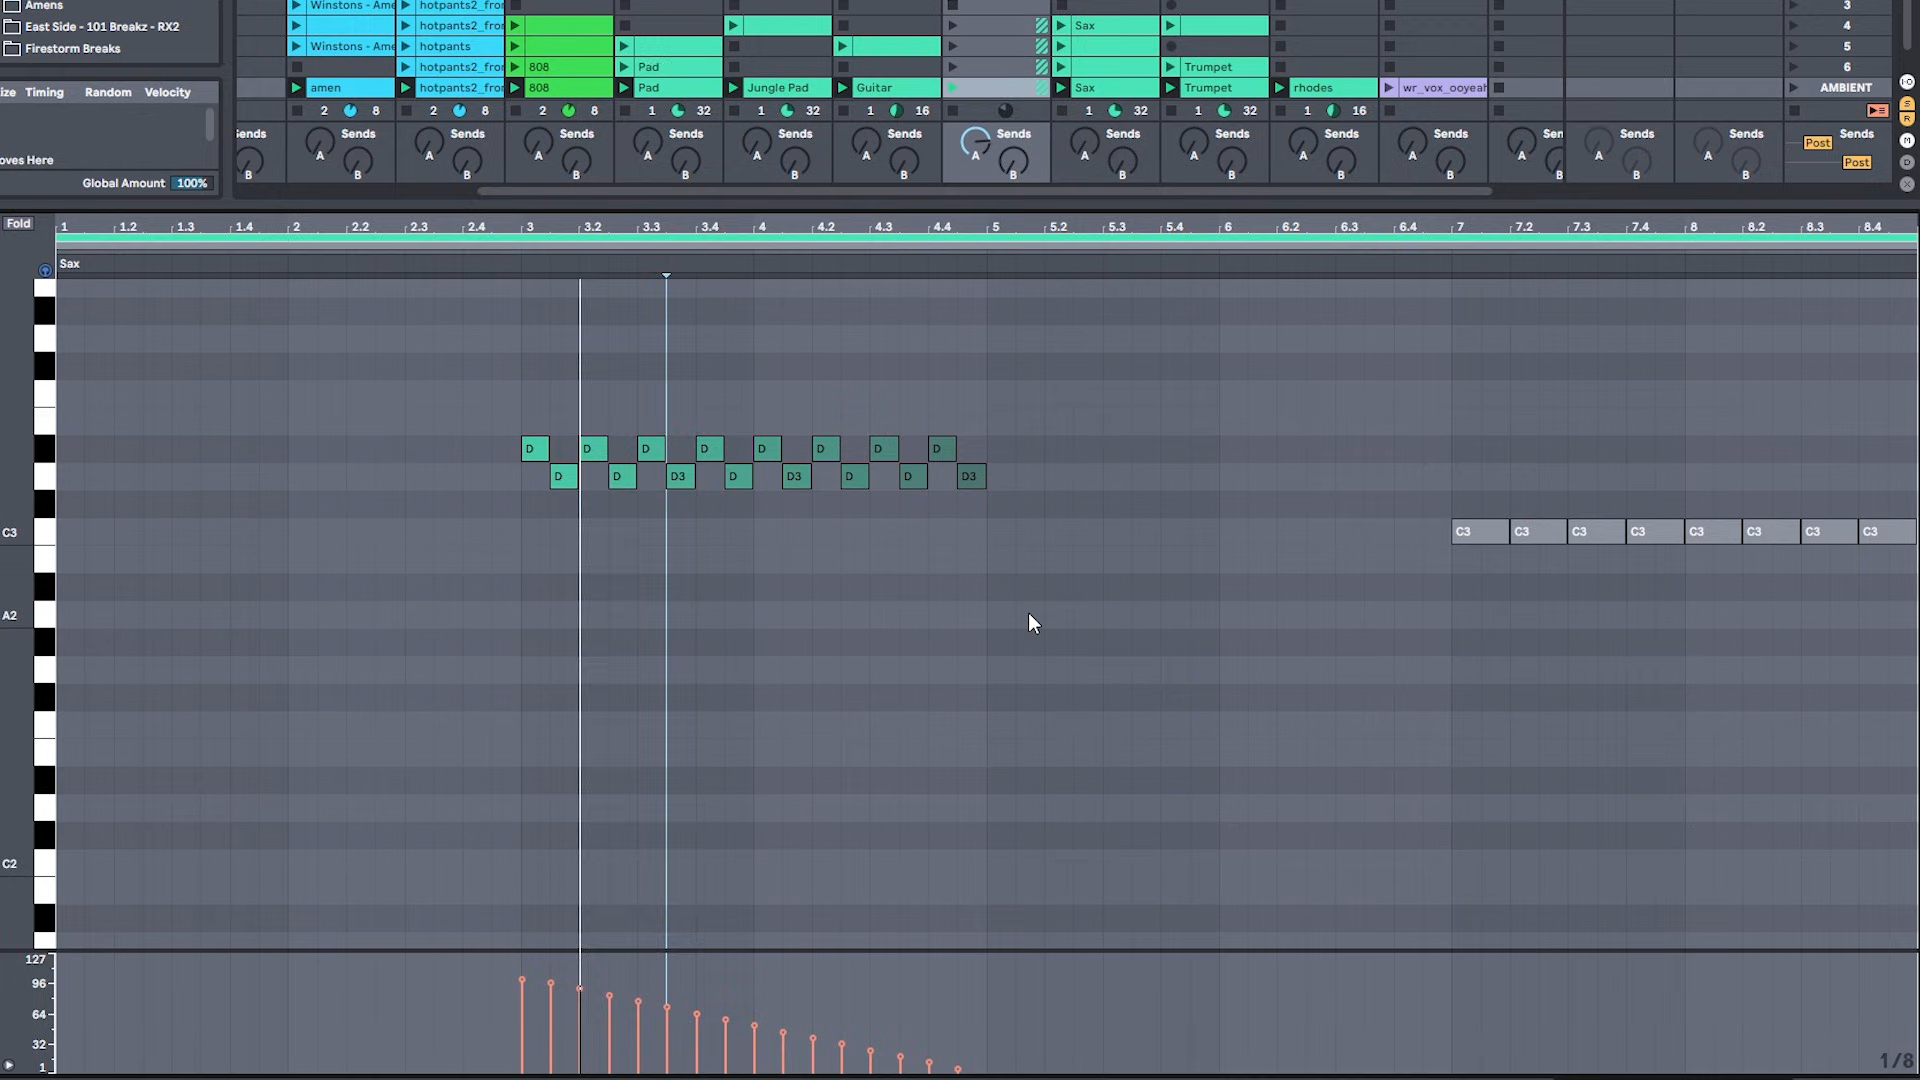 Amens
East Side - 101 Breakz - RX2
Firestorm Breaks
Timing Random Velocity
oves Here
Global Amount 100%
Winstons - Ame hotpants2_fror 3
hotpants2_fror Sax 4
Winstons - Ame hotpants 5
hotpants2_fror 808 Pad Trumpet 6
amen hotpants2_fror 808 Pad Jungle Pad Guitar Sax Trumpet rhodes wr_vox_ooyeah AMBIENT
2 8 2 8 2 8 1 32 1 32 1 16 1 32 1 32 1 16
Sends Sends Sends Sends Sends Sends Sends Sends Sends Sends Sends Sen Sends Sends Sends
A A A A A A A A A A A A A A Post
B B B B B B B B B B B B B B B Post
I·O
S
R
M
D
X
Fold 1 1.2 1.3 1.4 2 2.2 2.3 2.4 3 3.2 3.3 3.4 4 4.2 4.3 4.4 5 5.2 5.3 5.4 6 6.2 6.3 6.4 7 7.2 7.3 7.4 8 8.2 8.3 8.4
Sax
D D D D D D D D
D D D3 D D3 D D D3
C3 C3 C3 C3 C3 C3 C3 C3 C3
A2
C2
127
96
64
32
1
1/8